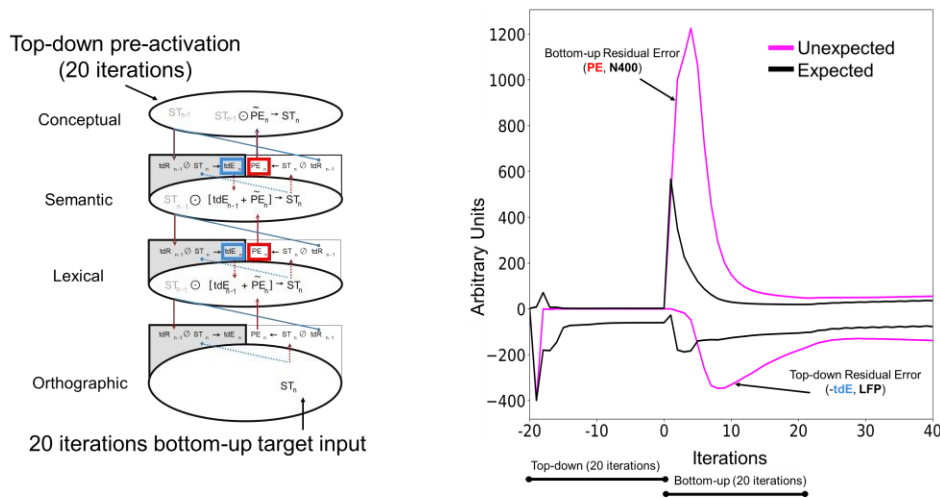 Top-down pre-activation
(20 iterations)
Conceptual
ST n-1 ST n-1 ⊙ P̃E n → ST n
tdR n-1 ⊘ ST n → tdE n PE n ← ST n ⊘ tdR n-1
Semantic
ST n-1 ⊙ [tdE n-1 + P̃E n] → ST n
tdR n-1 ⊘ ST n → tdE n PE n ← ST n ⊘ tdR n-1
Lexical
ST n-1 ⊙ [tdE n-1 + P̃E n] → ST n
tdR n-1 ⊘ ST n → tdE n PE n ← ST n ⊘ tdR n-1
Orthographic
ST n
20 iterations bottom-up target input
Arbitrary Units
1200
1000
800
600
400
200
0
-200
-400
Unexpected
Expected
Bottom-up Residual Error
(PE, N400)
Top-down Residual Error
(-tdE, LFP)
-20 -10 0 10 20 30 40
Iterations
Top-down (20 iterations)
Bottom-up (20 iterations)